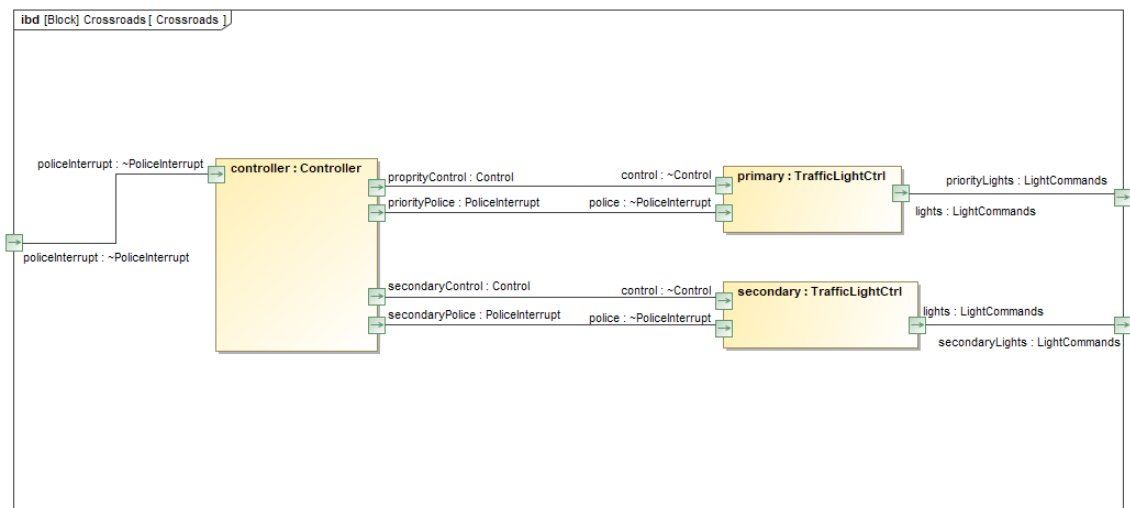 ibd [Block] Crossroads [ Crossroads ]
policeInterrupt : ~PoliceInterrupt
policeInterrupt : ~PoliceInterrupt
controller : Controller
proprityControl : Control
priorityPolice : PoliceInterrupt
secondaryControl : Control
secondaryPolice : PoliceInterrupt
control : ~Control
police : ~PoliceInterrupt
primary : TrafficLightCtrl
priorityLights : LightCommands
lights : LightCommands
control : ~Control
police : ~PoliceInterrupt
secondary : TrafficLightCtrl
lights : LightCommands
secondaryLights : LightCommands